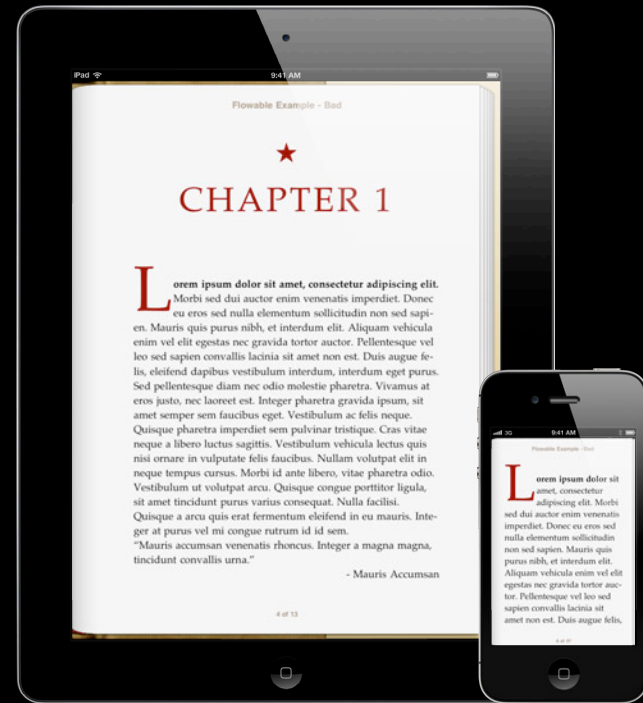 iPad
9:41 AM
Flowable Example - Bad
★
CHAPTER 1
Lorem ipsum dolor sit amet, consectetur adipiscing elit.
Morbi sed dui auctor enim venenatis imperdiet. Donec
eu eros sed nulla elementum sollicitudin non sed sapi-
en. Mauris quis purus nibh, et interdum elit. Aliquam vehicula
enim vel elit egestas nec gravida tortor auctor. Pellentesque vel
leo sed sapien convallis lacinia sit amet non est. Duis augue fe-
lis, eleifend dapibus vestibulum interdum, interdum eget purus.
Sed pellentesque diam nec odio molestie pharetra. Vivamus at
eros justo, nec laoreet est. Integer pharetra gravida ipsum, sit
amet semper sem faucibus eget. Vestibulum ac felis neque.
Quisque pharetra imperdiet sem pulvinar tristique. Cras vitae
neque a libero luctus sagittis. Vestibulum vehicula lectus quis
nisi ornare in vulputate felis faucibus. Nullam volutpat elit in
neque tempus cursus. Morbi id ante libero, vitae pharetra odio.
Vestibulum ut volutpat arcu. Quisque congue porttitor ligula,
sit amet tincidunt purus varius consequat. Nulla facilisi.
Quisque a arcu quis erat fermentum eleifend in eu mauris. Inte-
ger at purus vel mi congue rutrum id id sem.
“Mauris accumsan venenatis rhoncus. Integer a magna magna,
tincidunt convallis urna.”
- Mauris Accumsan
4 of 13
3G
9:41 AM
Flowable Example - Bad
Lorem ipsum dolor sit
amet, consectetur
adipiscing elit. Morbi
sed dui auctor enim venenatis
imperdiet. Donec eu eros sed
nulla elementum sollicitudin
non sed sapien. Mauris quis
purus nibh, et interdum elit.
Aliquam vehicula enim vel elit
egestas nec gravida tortor auc-
tor. Pellentesque vel leo sed
sapien convallis lacinia sit
amet non est. Duis augue felis,